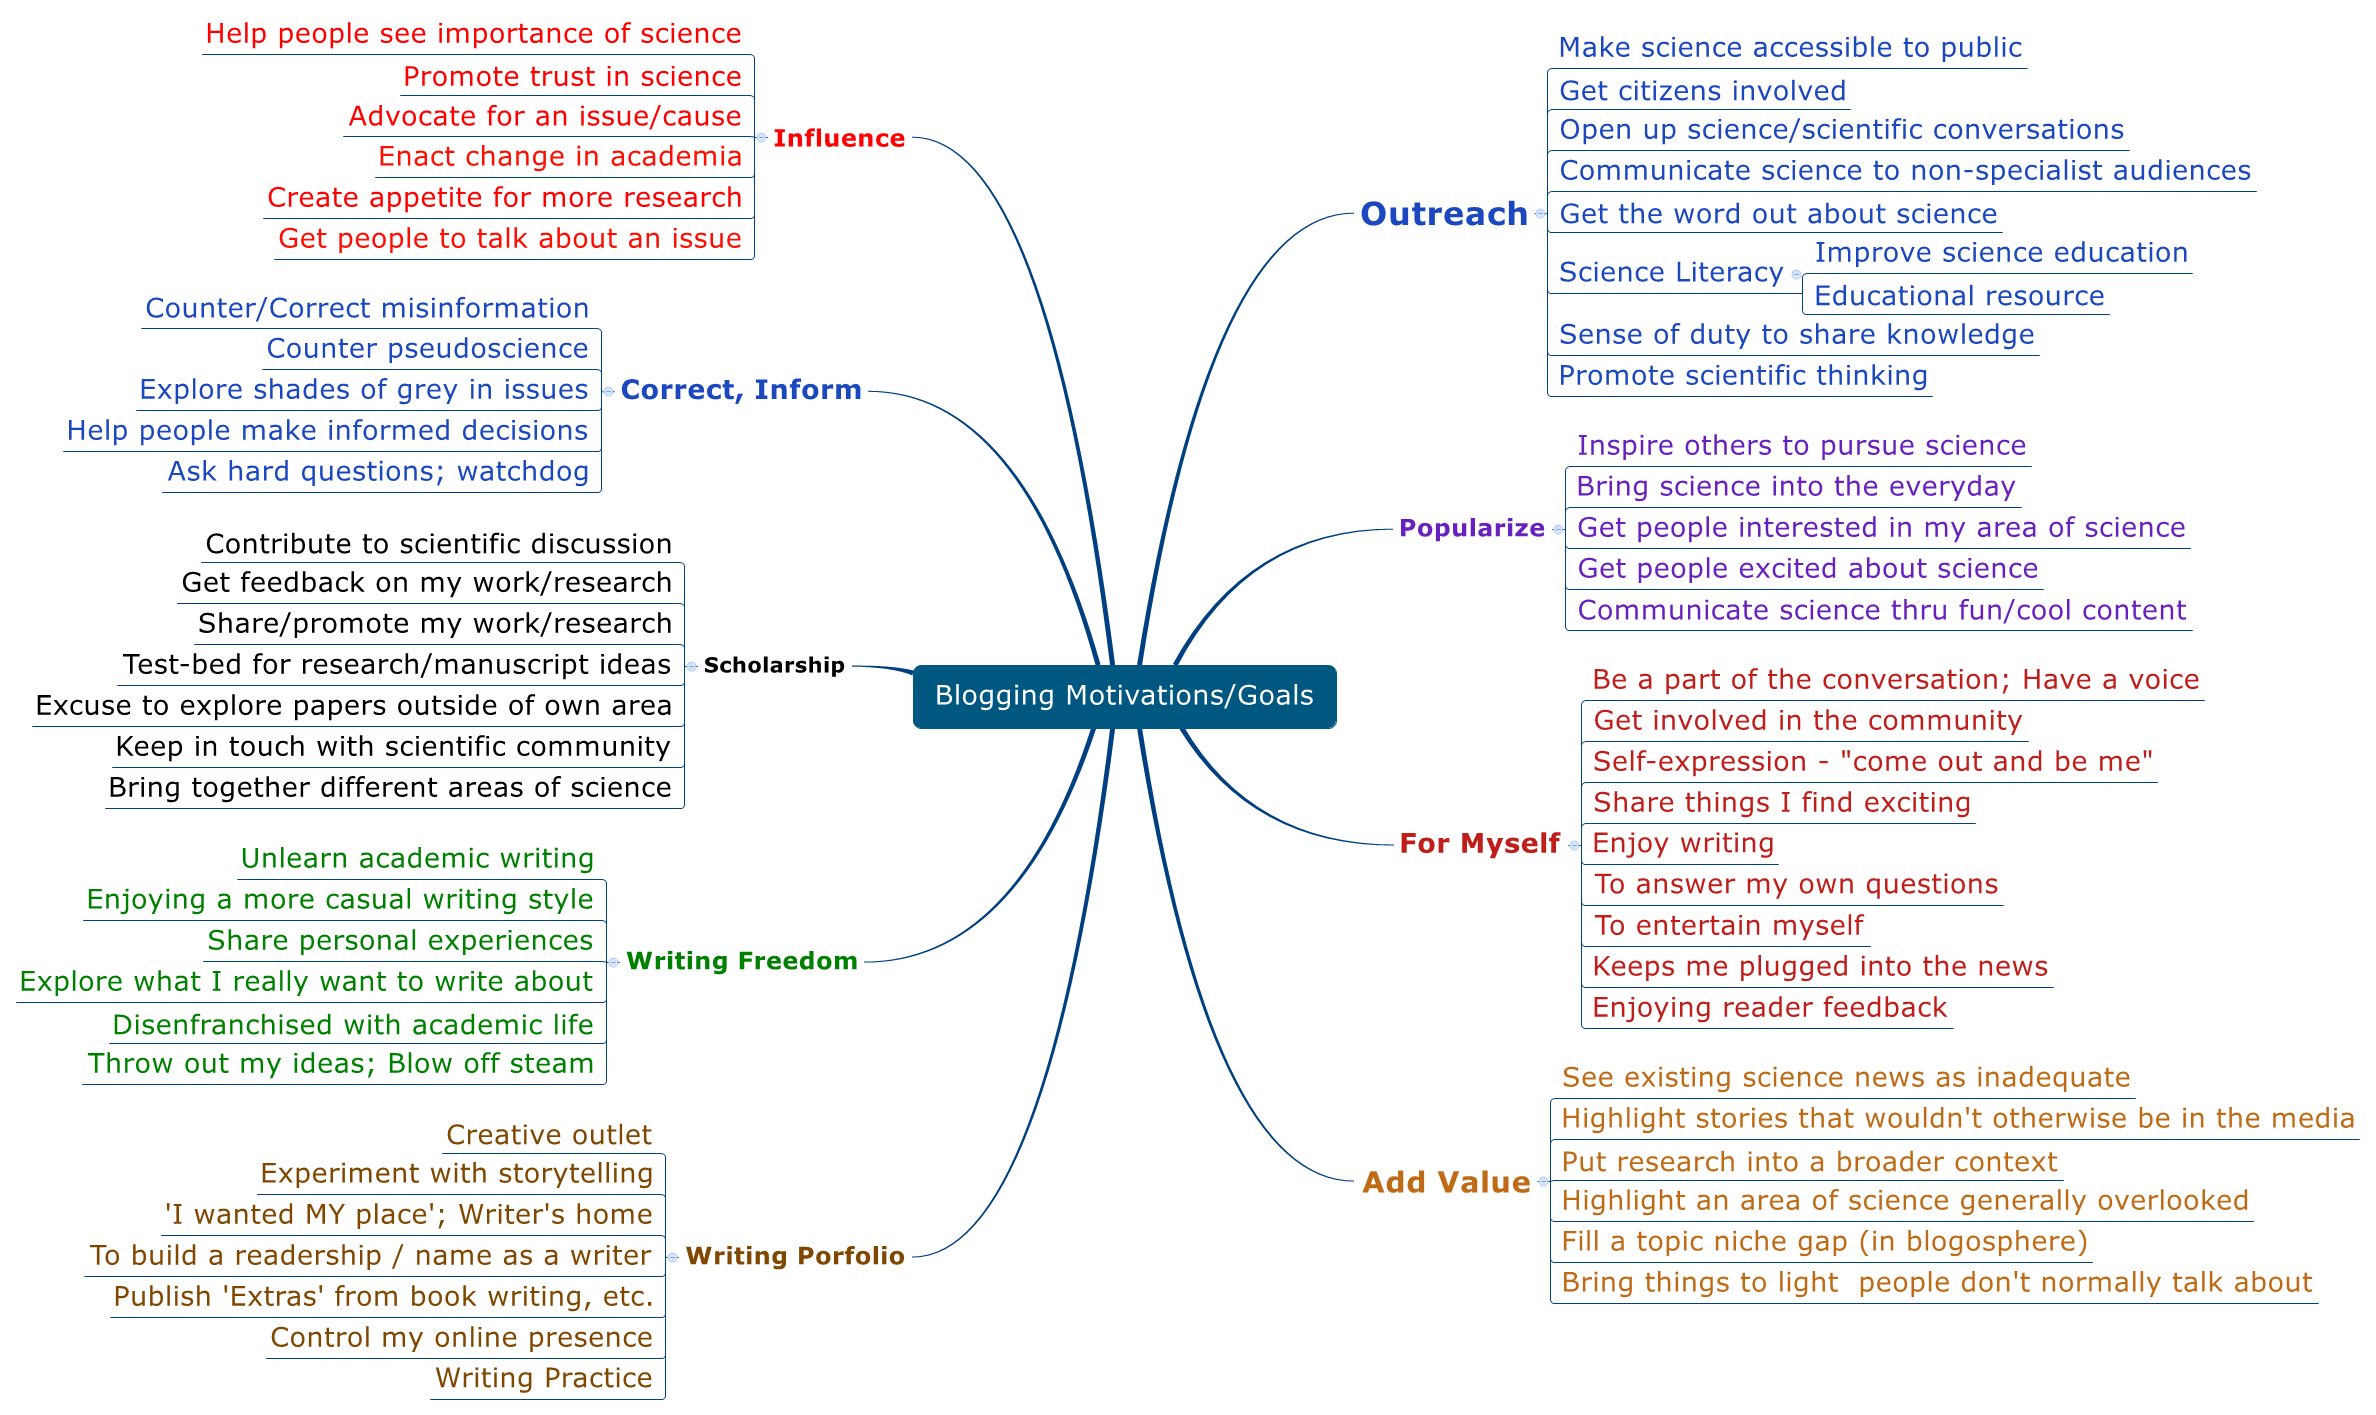 Help people see importance of science
Promote trust in science
Advocate for an issue/cause
Enact change in academia
Create appetite for more research
Get people to talk about an issue
Influence
Counter/Correct misinformation
Counter pseudoscience
Explore shades of grey in issues
Help people make informed decisions
Ask hard questions; watchdog
Correct, Inform
Contribute to scientific discussion
Get feedback on my work/research
Share/promote my work/research
Test-bed for research/manuscript ideas
Excuse to explore papers outside of own area
Keep in touch with scientific community
Bring together different areas of science
Scholarship
Unlearn academic writing
Enjoying a more casual writing style
Share personal experiences
Explore what I really want to write about
Disenfranchised with academic life
Throw out my ideas; Blow off steam
Writing Freedom
Creative outlet
Experiment with storytelling
'I wanted MY place'; Writer's home
To build a readership / name as a writer
Publish 'Extras' from book writing, etc.
Control my online presence
Writing Practice
Writing Porfolio
Blogging Motivations/Goals
Outreach
Make science accessible to public
Get citizens involved
Open up science/scientific conversations
Communicate science to non-specialist audiences
Get the word out about science
Science Literacy
Improve science education
Educational resource
Sense of duty to share knowledge
Promote scientific thinking
Popularize
Inspire others to pursue science
Bring science into the everyday
Get people interested in my area of science
Get people excited about science
Communicate science thru fun/cool content
For Myself
Be a part of the conversation; Have a voice
Get involved in the community
Self-expression - "come out and be me"
Share things I find exciting
Enjoy writing
To answer my own questions
To entertain myself
Keeps me plugged into the news
Enjoying reader feedback
Add Value
See existing science news as inadequate
Highlight stories that wouldn't otherwise be in the media
Put research into a broader context
Highlight an area of science generally overlooked
Fill a topic niche gap (in blogosphere)
Bring things to light  people don't normally talk about